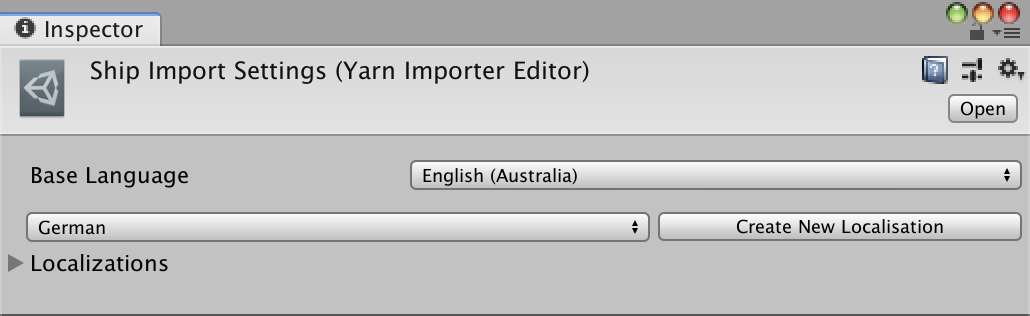 Inspector
Ship Import Settings (Yarn Importer Editor)
Open
Base Language
English (Australia)
German
Create New Localisation
Localizations